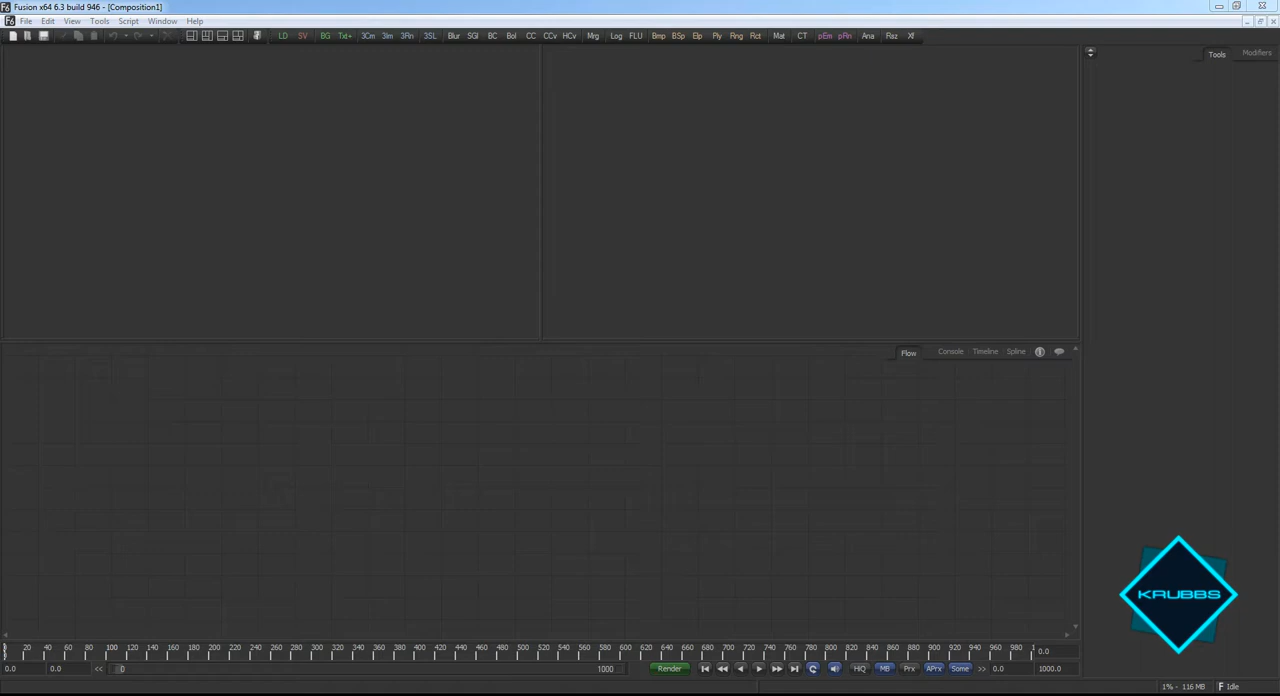 Fusion x64 6.3 build 946 - [Composition1]
File Edit View Tools Script Window Help
LD SV BG Txt+ 3Cm 3Im 3Rn 3SL Blur SGl BC Bol CC CCv HCv Mrg Log FLU Bmp BSp Elp Ply Rng Rct Mat CT pEm pRn Ana Rsz Xf
Tools Modifiers
Flow Console Timeline Spline
KRUBBS
0 20 40 60 80 100 120 140 160 180 200 220 240 260 280 300 320 340 360 380 400 420 440 460 480 500 520 540 560 580 600 620 640 660 680 700 720 740 760 780 800 820 840 860 880 900 920 940 960 980 1 0.0
0.0 0.0 << 0 1000 Render HiQ MB Prx APrx Some >> 0.0 1000.0
1% - 116 MB F Idle